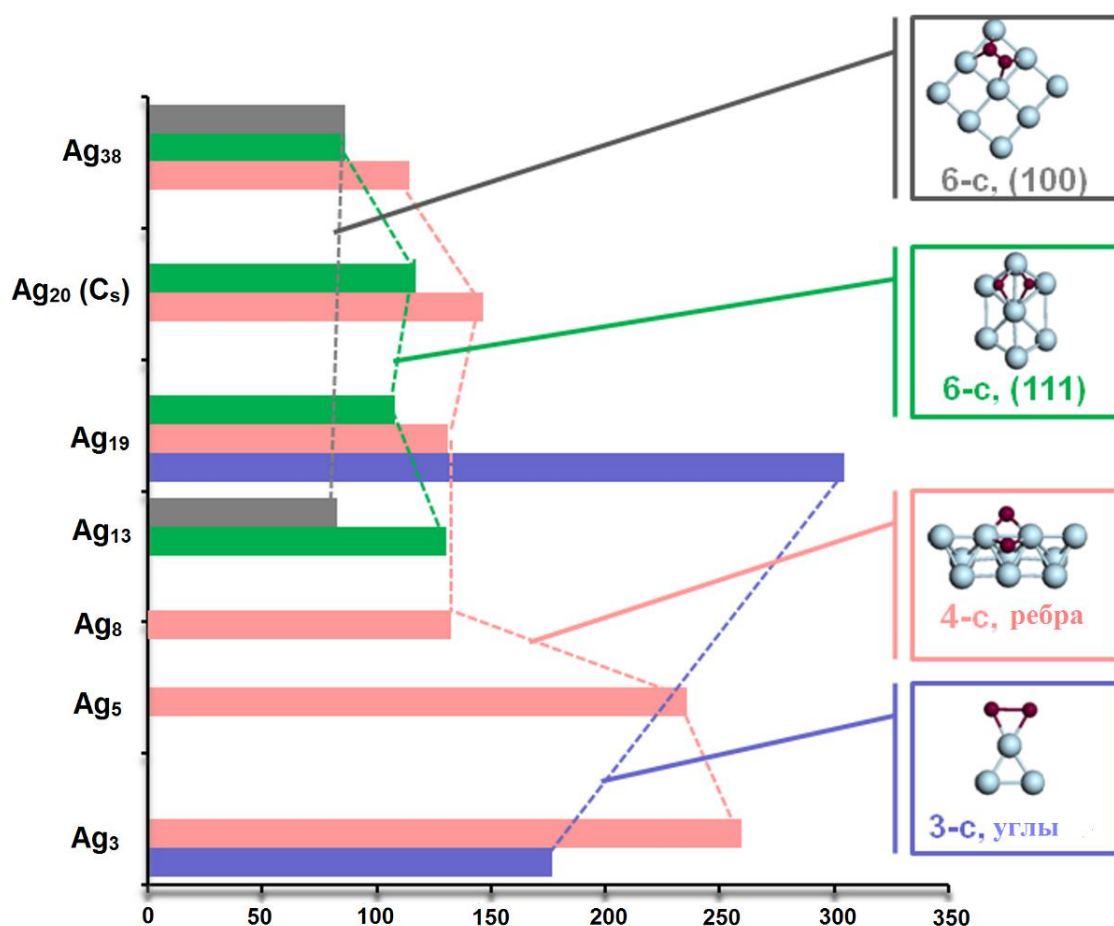 Ag₃₈
Ag₂₀ (Cₛ)
Ag₁₉
Ag₁₃
Ag₈
Ag₅
Ag₃
0 50 100 150 200 250 300 350
6-c, (100)
6-c, (111)
4-c, ребра
3-c, углы